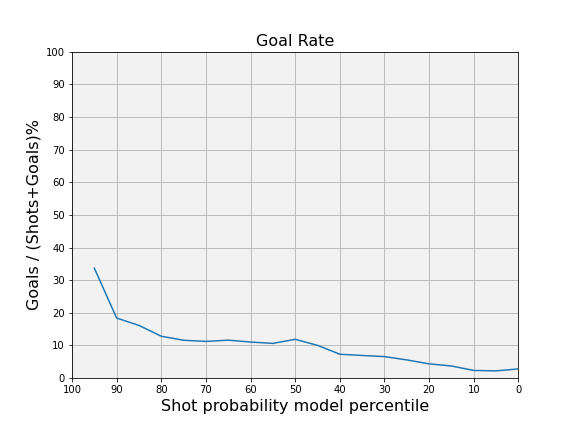 Goal Rate
Goals / (Shots+Goals)%
100
90
80
70
60
50
40
30
20
10
0
100 90 80 70 60 50 40 30 20 10 0
Shot probability model percentile